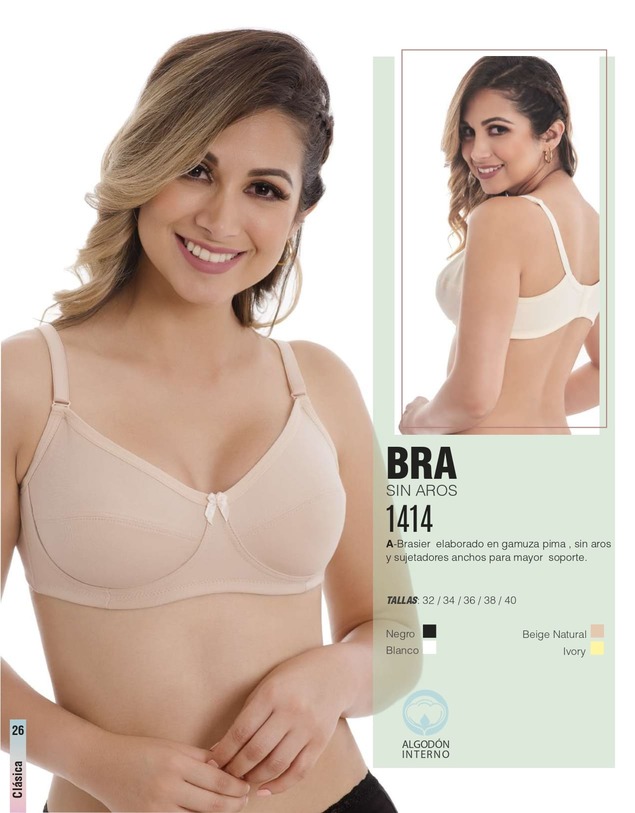 BRA
SIN AROS
1414
A-Brasier elaborado en gamuza pima , sin aros
y sujetadores anchos para mayor soporte.
TALLAS: 32 / 34 / 36 / 38 / 40
Negro
Beige Natural
Blanco
Ivory
ALGODÓN
INTERNO
26
Clásica